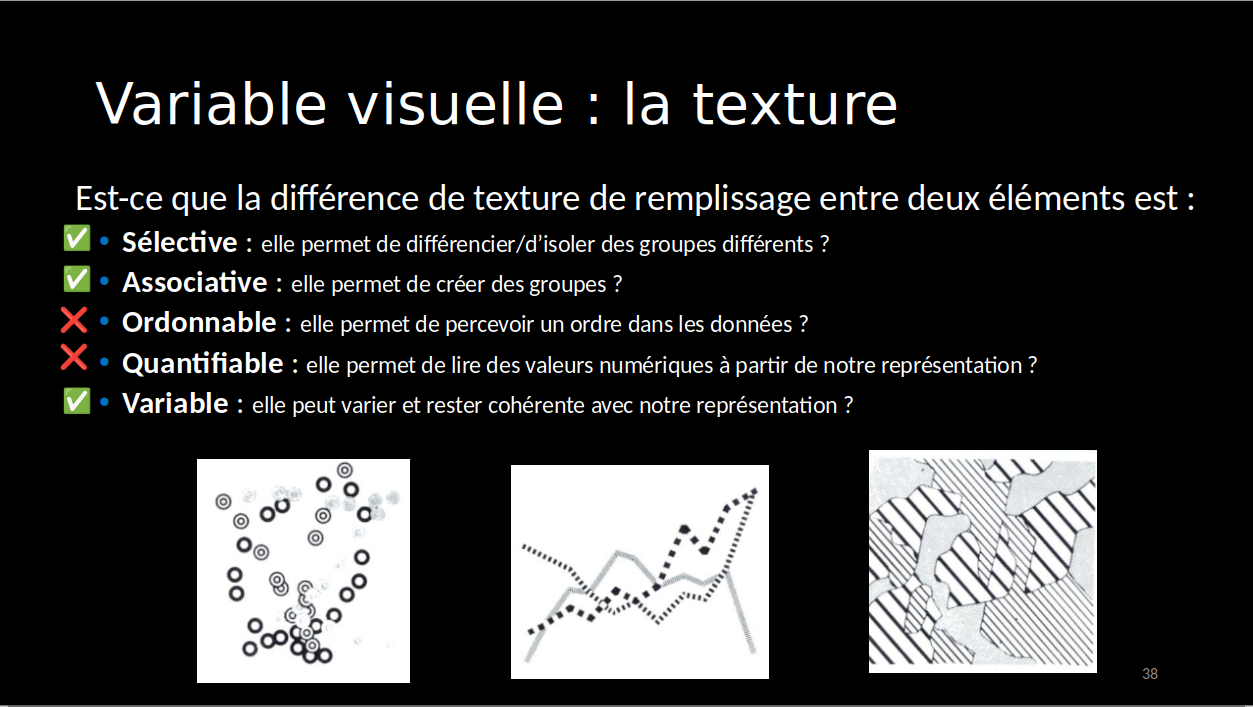 Variable visuelle : la texture
Est-ce que la différence de texture de remplissage entre deux éléments est :
✅ • Sélective : elle permet de différencier/d’isoler des groupes différents ?
✅ • Associative : elle permet de créer des groupes ?
❌ • Ordonnable : elle permet de percevoir un ordre dans les données ?
❌ • Quantifiable : elle permet de lire des valeurs numériques à partir de notre représentation ?
✅ • Variable : elle peut varier et rester cohérente avec notre représentation ?
38